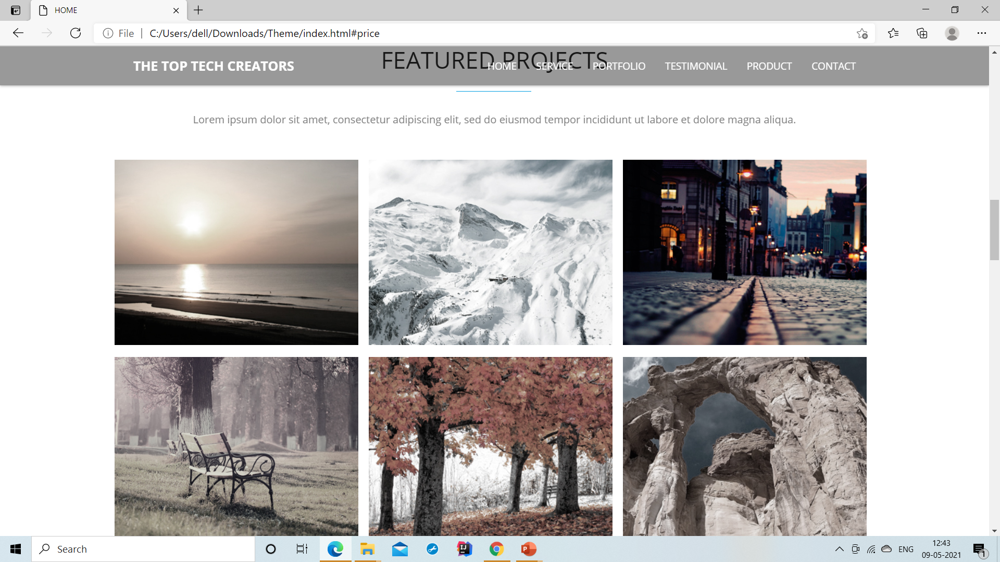 HOME
File
C:/Users/dell/Downloads/Theme/index.html#price
THE TOP TECH CREATORS
FEATURED PROJECTS
HOME SERVICE PORTFOLIO TESTIMONIAL PRODUCT CONTACT
Lorem ipsum dolor sit amet, consectetur adipiscing elit, sed do eiusmod tempor incididunt ut labore et dolore magna aliqua.
Search
ENG
12:43
09-05-2021
1